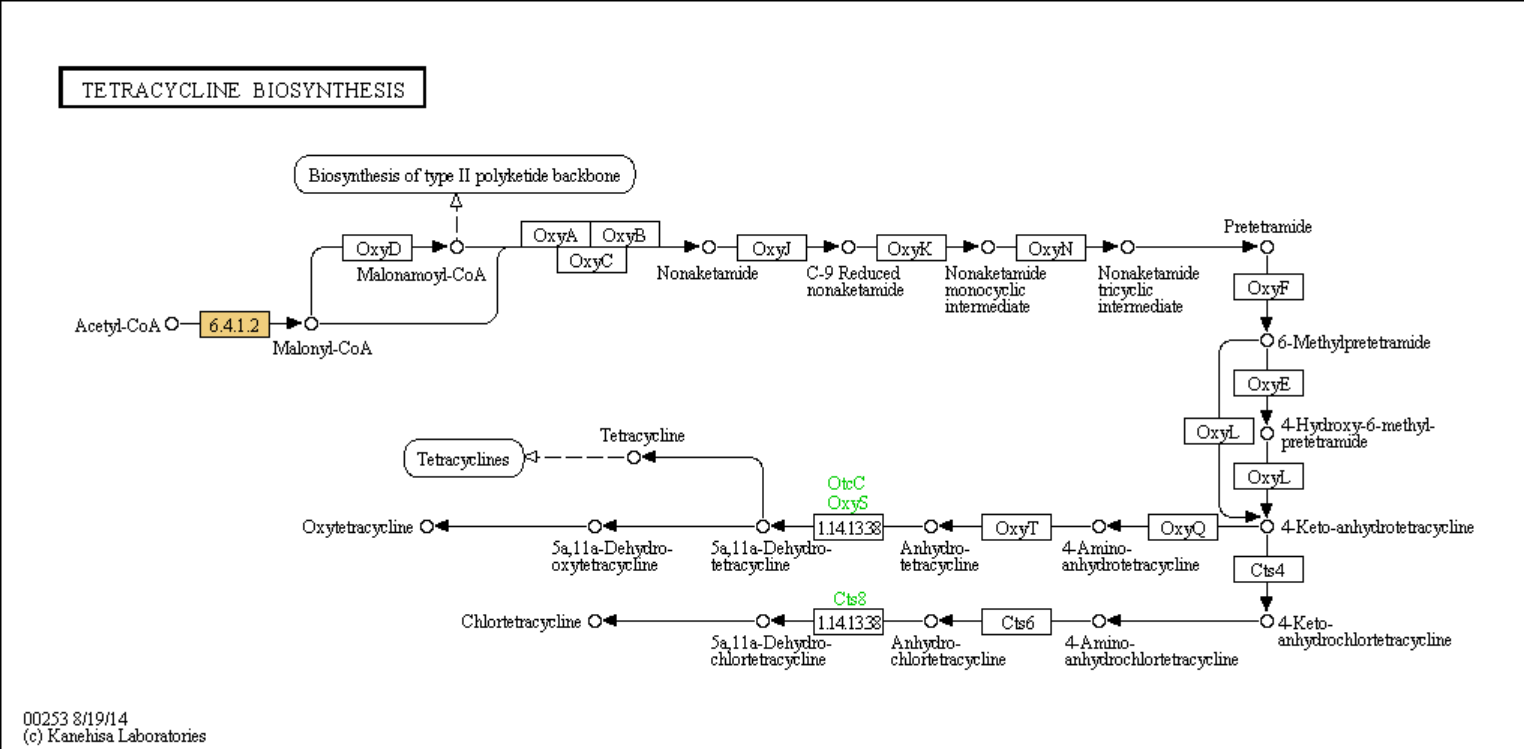 TETRACYCLINE BIOSYNTHESIS
Biosynthesis of type II polyketide backbone
OxyD
Malonamoyl-CoA
OxyA
OxyB
OxyC
Nonaketamide
OxyJ
C-9 Reduced
nonaketamide
OxyK
Nonaketamide
monocyclic
intermediate
OxyN
Nonaketamide
tricyclic
intermediate
Pretetramide
OxyF
Acetyl-CoA
6.4.1.2
Malonyl-CoA
6-Methylpretetramide
OxyE
OxyL
4-Hydroxy-6-methyl-
pretetramide
OxyL
Tetracycline
Tetracyclines
OtcC
OxyS
Oxytetracycline
5a,11a-Dehydro-
oxytetracycline
5a,11a-Dehydro-
tetracycline
1.14.13.38
Anhydro-
tetracycline
OxyT
4-Amino-
anhydrotetracycline
OxyQ
4-Keto-anhydrotetracycline
Cts4
Cts8
Chlortetracycline
5a,11a-Dehydro-
chlortetracycline
1.14.13.38
Anhydro-
chlortetracycline
Cts6
4-Amino-
anhydrochlortetracycline
4-Keto-
anhydrochlortetracycline
00253 8/19/14
(c) Kanehisa Laboratories